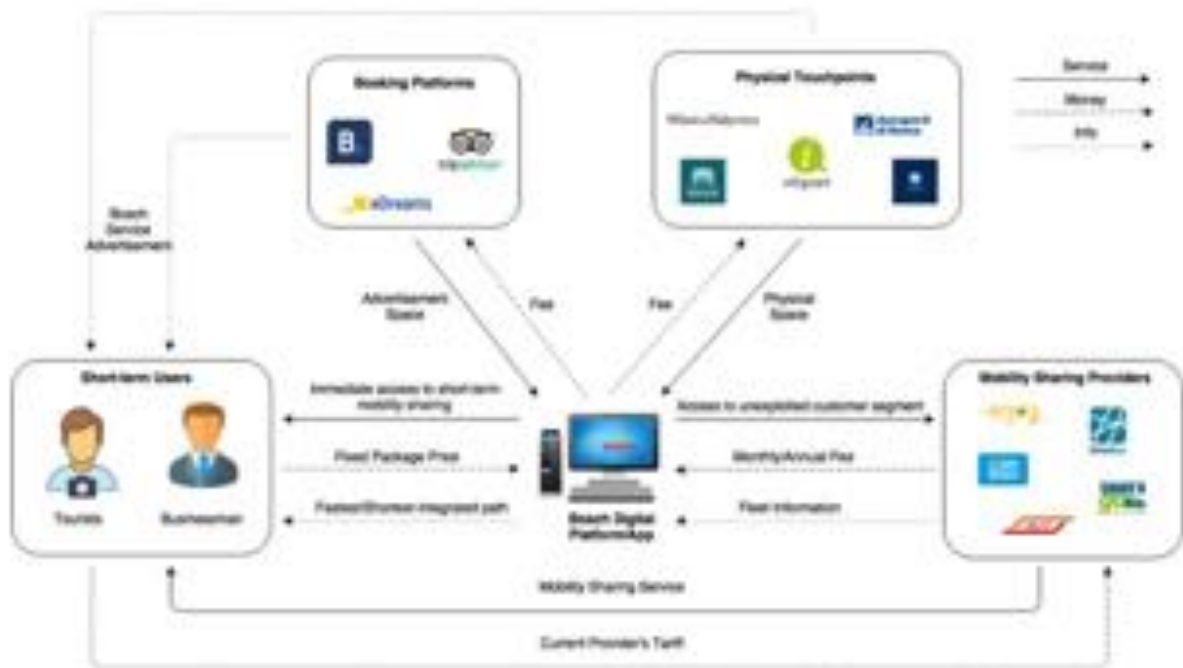 Booking Platforms
Physical Touchpoints
Service
Money
Info
B.
tripadvisor
eDreams
Bosch
Service
Advertisement
Advertisement
Space
Fee
Fee
Physical
Space
Short-term Users
Immediate access to short-term
mobility sharing
Access to unexploited customer segment
Mobility Sharing Providers
Fixed Package Price
Monthly/Annual Fee
Tourists
Businessman
Fastest/Shortest integrated path
Fleet Information
Bosch Digital
Platform/App
Mobility Sharing Service
Current Provider's Tariff